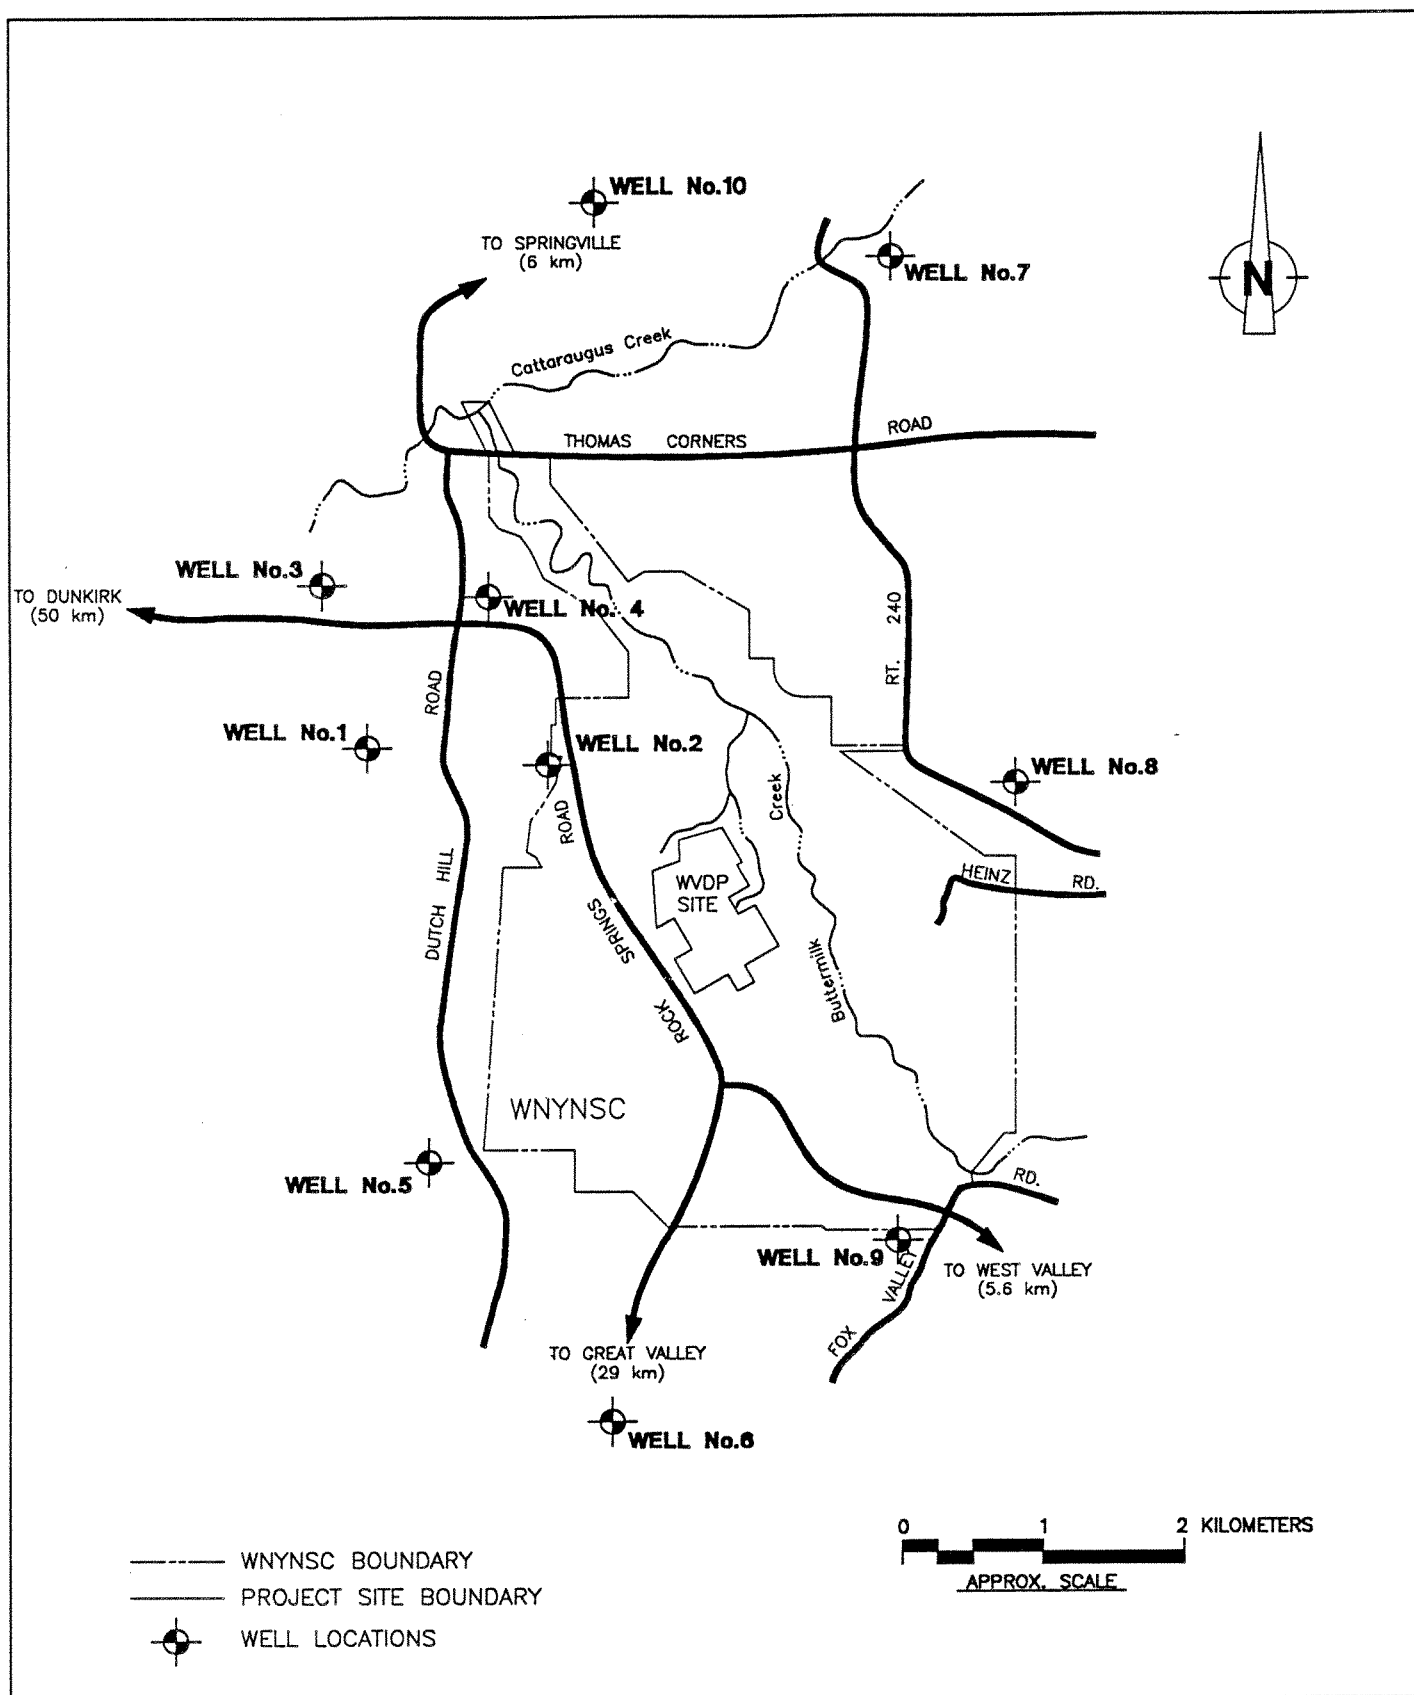 WELL No.10
TO SPRINGVILLE
(6 km)
WELL No.7
N
Cattaraugus Creek
THOMAS CORNERS ROAD
WELL No.3
TO DUNKIRK
(50 km)
WELL No. 4
RT. 240
WELL No.1
WELL No.2
WELL No.8
DUTCH HILL ROAD
ROCK SPRINGS ROAD
Buttermilk Creek
WVDP
SITE
HEINZ RD.
WNYNSC
WELL No.5
WELL No.9
FOX VALLEY RD.
TO WEST VALLEY
(5.6 km)
TO GREAT VALLEY
(29 km)
WELL No.6
0 1 2 KILOMETERS
APPROX. SCALE
WNYNSC BOUNDARY
PROJECT SITE BOUNDARY
WELL LOCATIONS